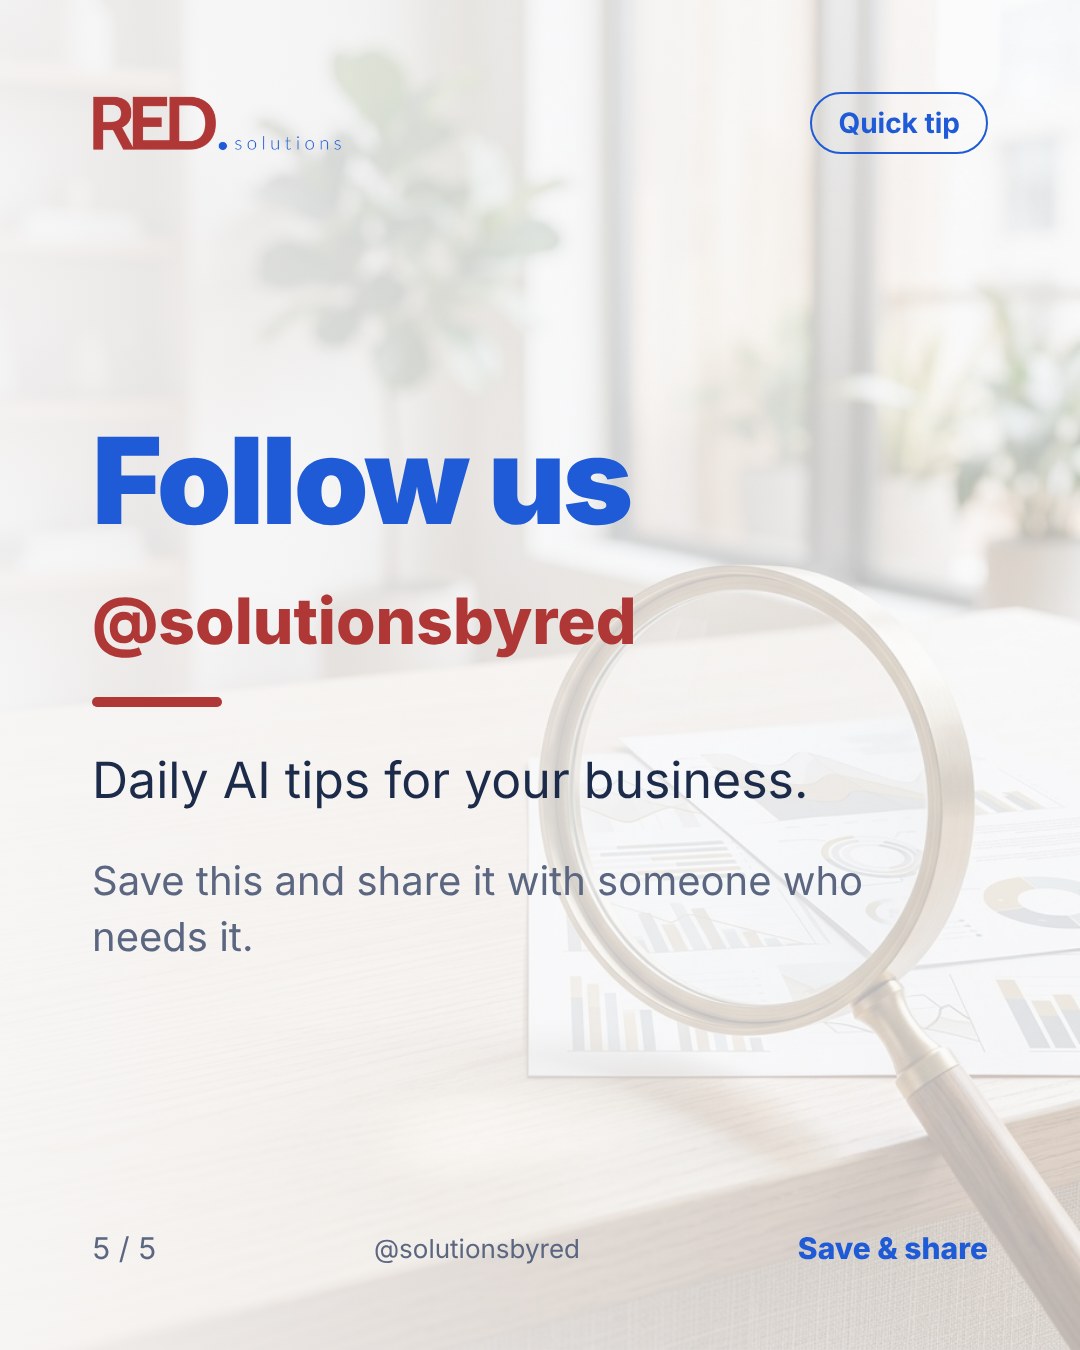 RED.solutions
Quick tip
Follow us
@solutionsbyred
Daily AI tips for your business.
Save this and share it with someone who
needs it.
5 / 5
@solutionsbyred
Save & share